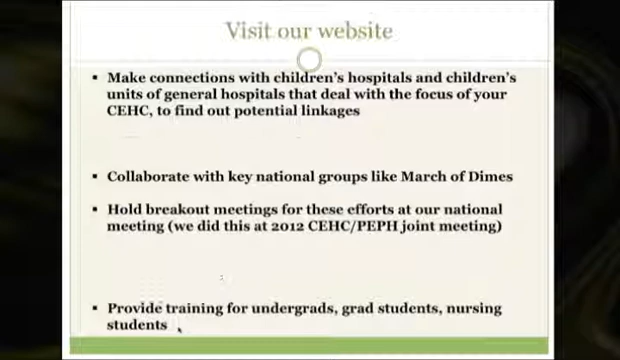 Visit our website
▪ Make connections with children's hospitals and children's
units of general hospitals that deal with the focus of your
CEHC, to find out potential linkages
▪ Collaborate with key national groups like March of Dimes
▪ Hold breakout meetings for these efforts at our national
meeting (we did this at 2012 CEHC/PEPH joint meeting)
▪ Provide training for undergrads, grad students, nursing
students